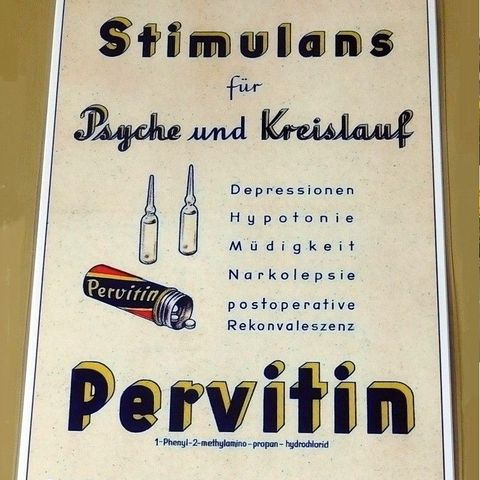 Stimulans
für
Psyche und Kreislauf
Depressionen
Hypotonie
Müdigkeit
Narkolepsie
postoperative
Rekonvaleszenz
Pervitin
Pervitin
1-Phenyl-2-methylamino-propan-hydrochlorid